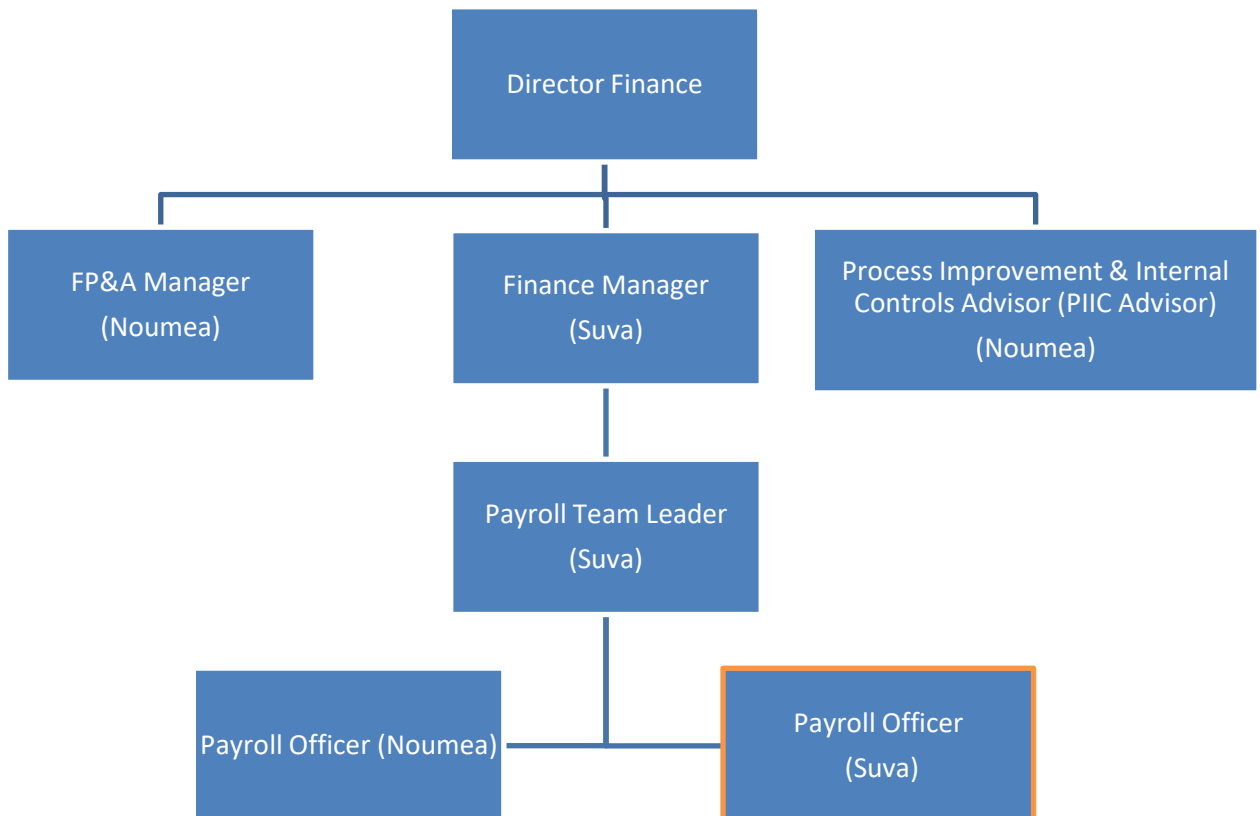 Director Finance
FP&A Manager
(Noumea)
Finance Manager
(Suva)
Process Improvement & Internal
Controls Advisor (PIIC Advisor)
(Noumea)
Payroll Team Leader
(Suva)
Payroll Officer (Noumea)
Payroll Officer
(Suva)